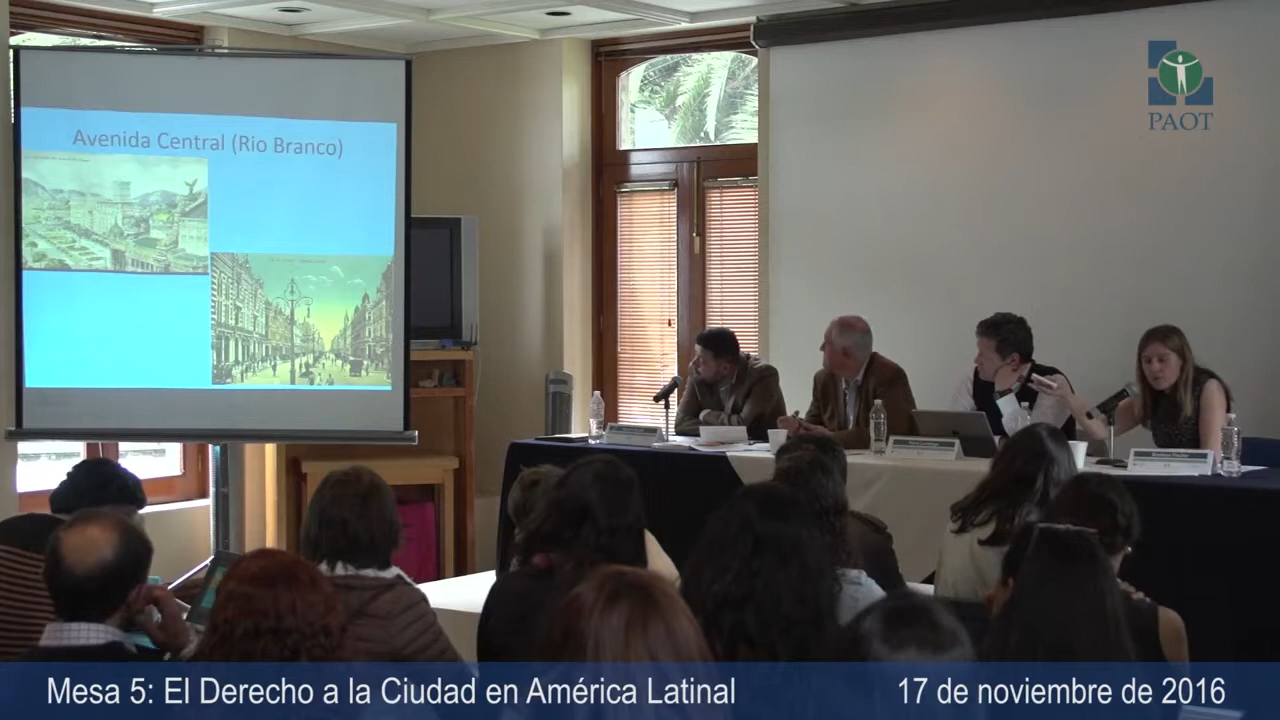 Avenida Central (Rio Branco)
PAOT
Mesa 5: El Derecho a la Ciudad en América Latinal
17 de noviembre de 2016